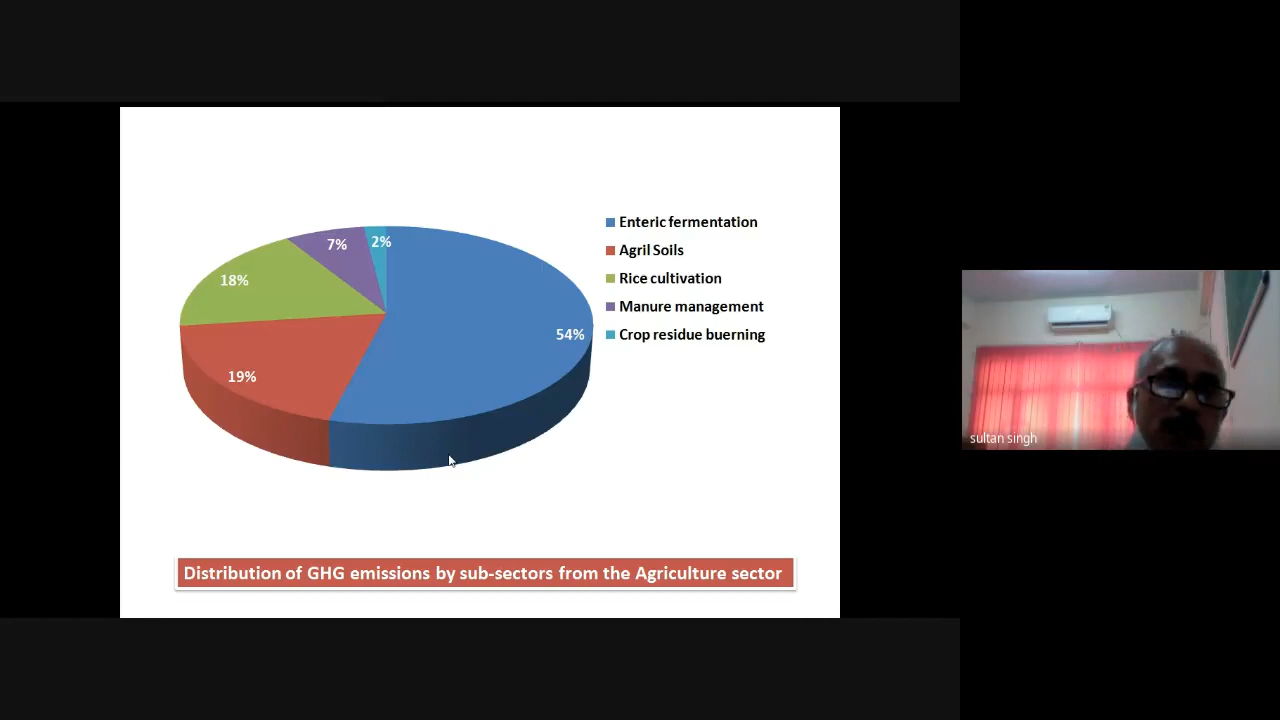 2%
7%
18%
54%
19%
Enteric fermentation
Agril Soils
Rice cultivation
Manure management
Crop residue buerning
Distribution of GHG emissions by sub-sectors from the Agriculture sector
sultan singh